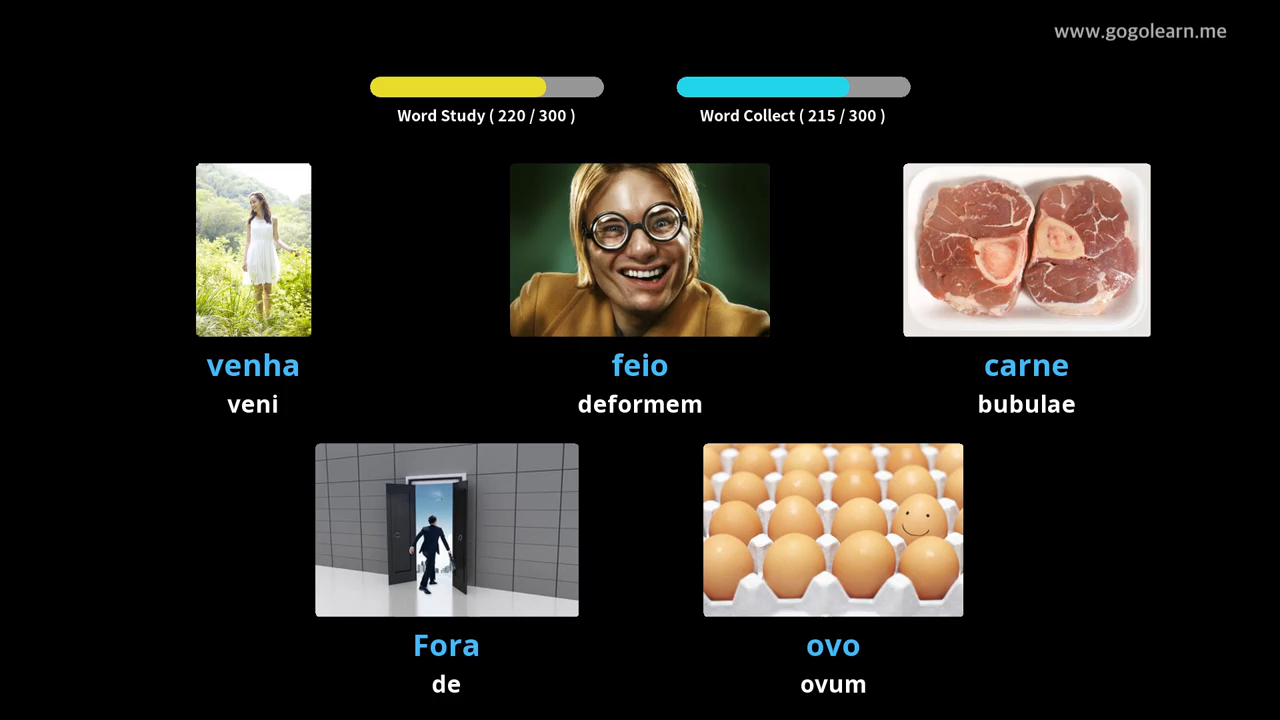 www.gogolearn.me
Word Study ( 220 / 300 )
Word Collect ( 215 / 300 )
venha
veni
feio
deformem
carne
bubulae
Fora
de
ovo
ovum